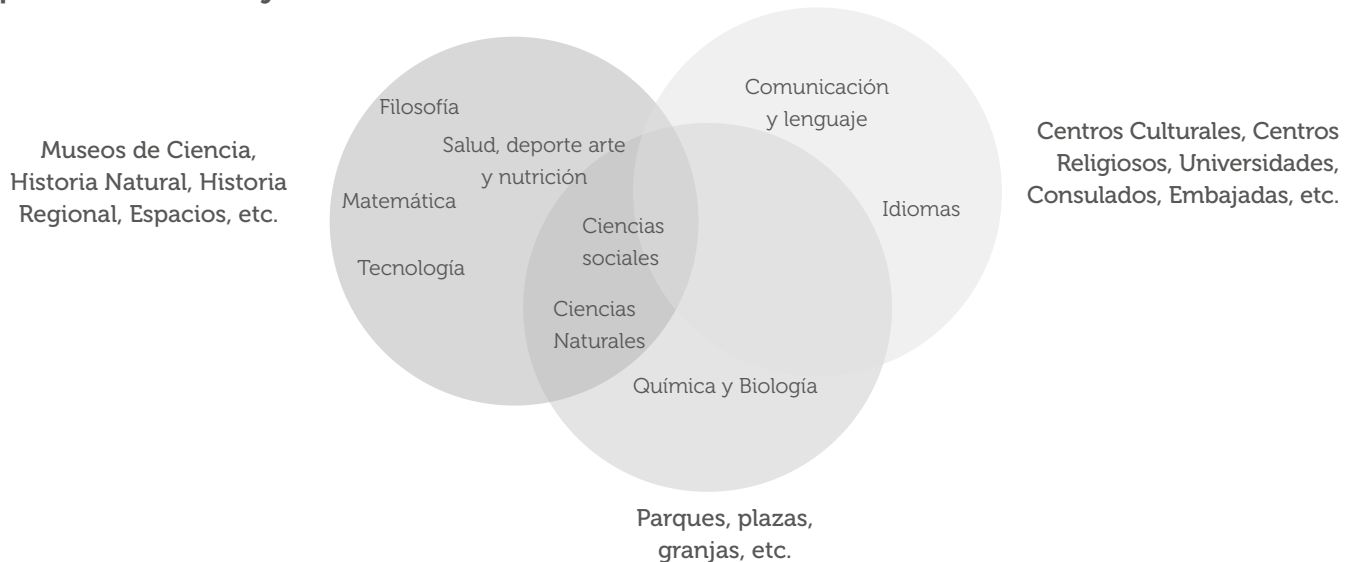 Filosofía
Salud, deporte arte
y nutrición
Matemática
Tecnología
Ciencias
sociales
Ciencias
Naturales
Comunicación
y lenguaje
Idiomas
Química y Biología
Museos de Ciencia,
Historia Natural, Historia
Regional, Espacios, etc.
Centros Culturales, Centros
Religiosos, Universidades,
Consulados, Embajadas, etc.
Parques, plazas,
granjas, etc.